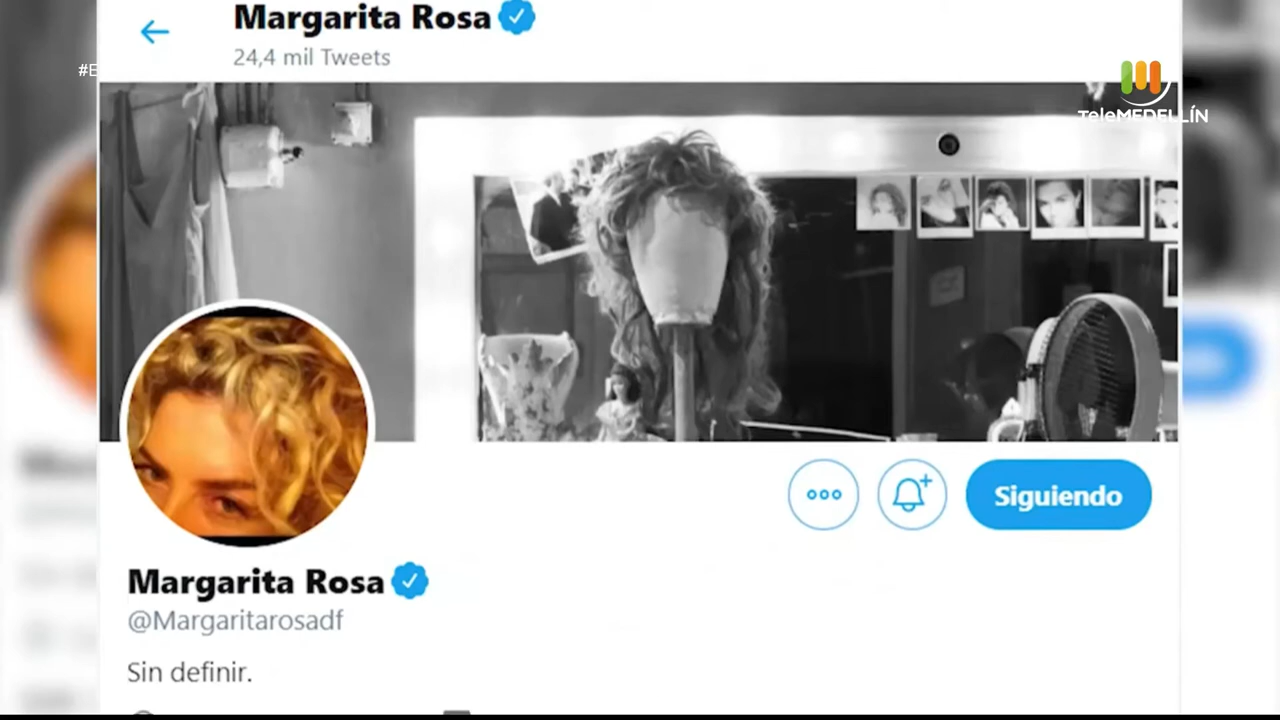 Margarita Rosa
24,4 mil Tweets
#E
TeleMEDELLÍN
Siguiendo
Margarita Rosa
@Margaritarosadf
Sin definir.